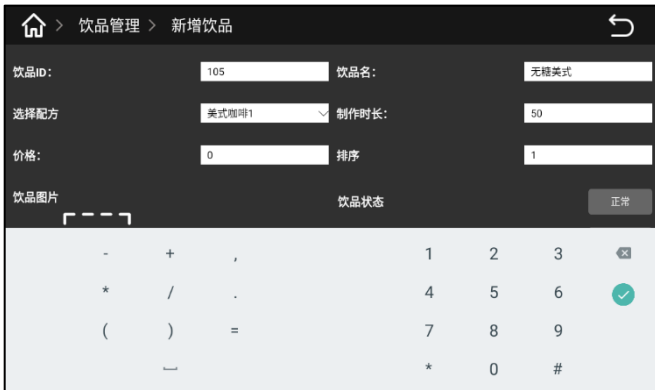 > 饮品管理 > 新增饮品
饮品ID: 105 饮品名: 无糖美式
选择配方 美式咖啡1 制作时长: 50
价格: 0 排序 1
饮品图片 饮品状态 正常
- + , 1 2 3
* / . 4 5 6
( ) = 7 8 9
* 0 #